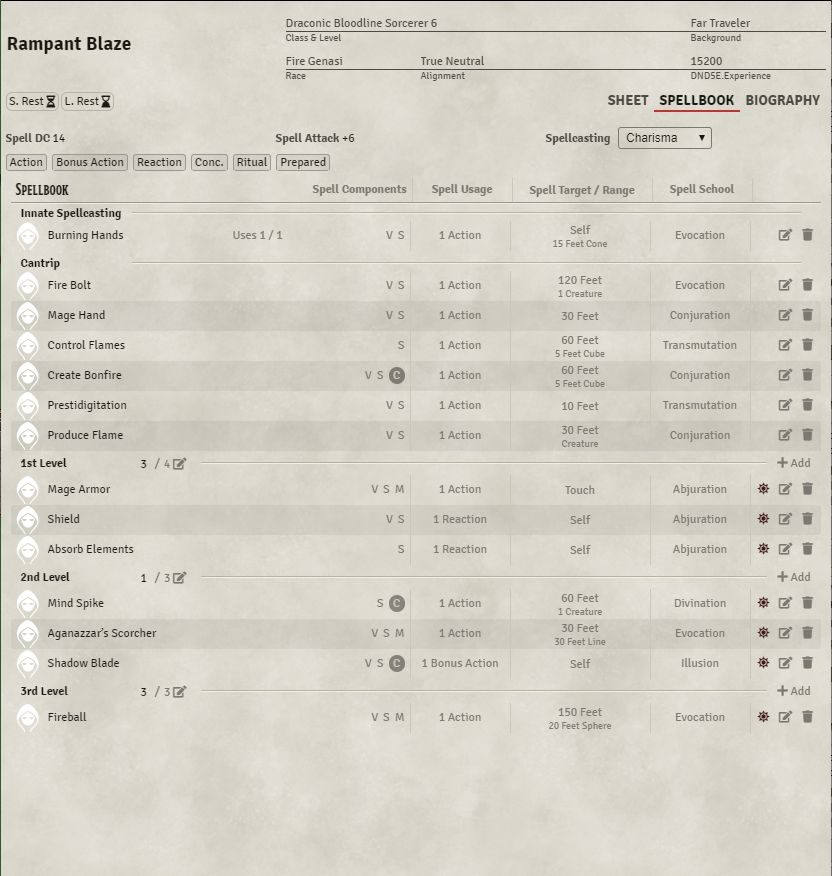 Rampant Blaze
Draconic Bloodline Sorcerer 6
Class & Level
Far Traveler
Background
Fire Genasi
Race
True Neutral
Alignment
15200
DNDSE.Experience
S. Rest L. Rest
SHEET SPELLBOOK BIOGRAPHY
Spell DC 14 Spell Attack +6 Spellcasting Charisma
Action Bonus Action Reaction Conc. Ritual Prepared
Spellbook Spell Components Spell Usage Spell Target / Range Spell School
Innate Spellcasting
Burning Hands Uses 1 / 1 V S 1 Action Self Evocation
15 Feet Cone
Cantrip
Fire Bolt V S 1 Action 120 Feet Evocation
1 Creature
Mage Hand V S 1 Action 30 Feet Conjuration
Control Flames S 1 Action 60 Feet Transmutation
5 Feet Cube
Create Bonfire V S C 1 Action 60 Feet Conjuration
5 Feet Cube
Prestidigitation V S 1 Action 10 Feet Transmutation
Produce Flame V S 1 Action 30 Feet Conjuration
Creature
1st Level 3 / 4 Add
Mage Armor V S M 1 Action Touch Abjuration
Shield V S 1 Reaction Self Abjuration
Absorb Elements S 1 Reaction Self Abjuration
2nd Level 1 / 3 Add
Mind Spike S C 1 Action 60 Feet Divination
1 Creature
Aganazzar's Scorcher V S M 1 Action 30 Feet Evocation
30 Feet Line
Shadow Blade V S C 1 Bonus Action Self Illusion
3rd Level 3 / 3 Add
Fireball V S M 1 Action 150 Feet Evocation
20 Feet Sphere